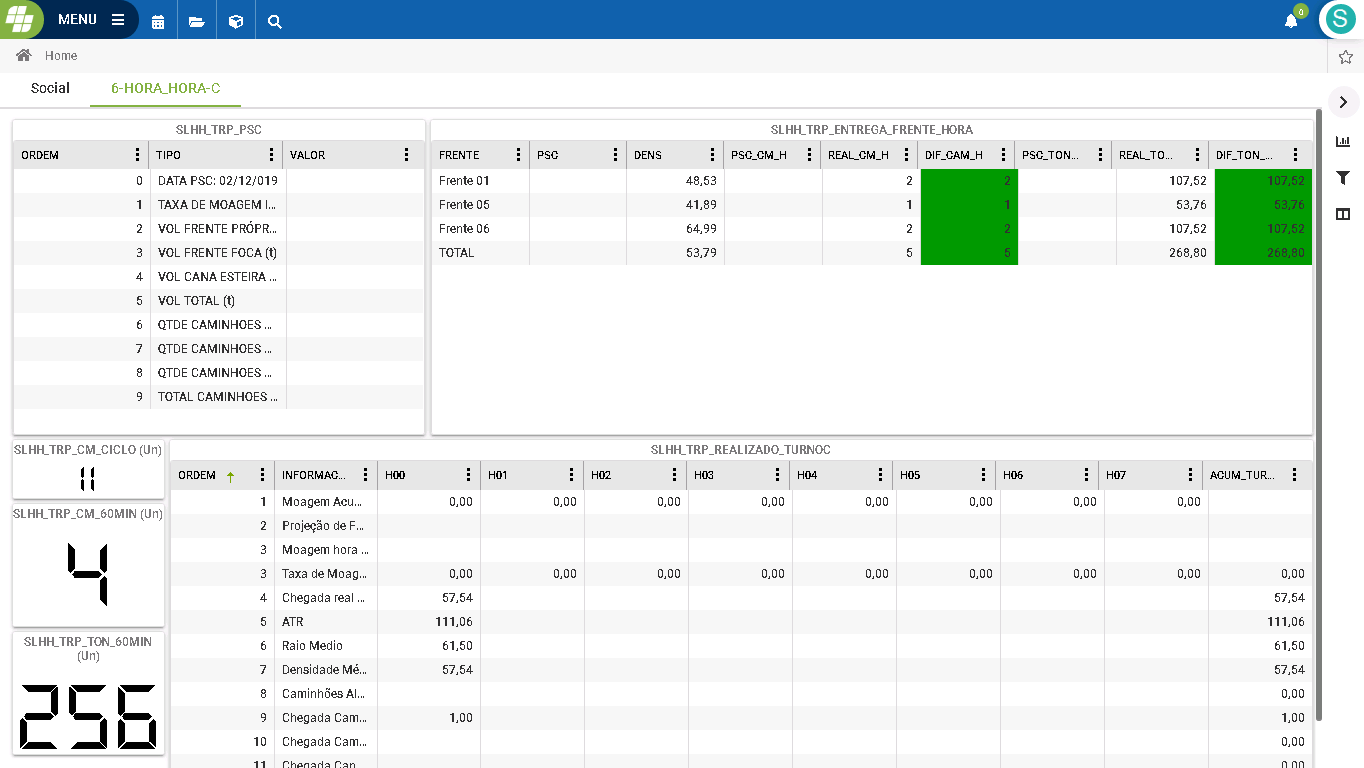 MENU
0
S
Home
Social 6-HORA_HORA-C
SLHH_TRP_PSC
ORDEM TIPO VALOR
0 DATA PSC: 02/12/019
1 TAXA DE MOAGEM I...
2 VOL FRENTE PRÓPR...
3 VOL FRENTE FOCA (t)
4 VOL CANA ESTEIRA ...
5 VOL TOTAL (t)
6 QTDE CAMINHOES ...
7 QTDE CAMINHOES ...
8 QTDE CAMINHOES ...
9 TOTAL CAMINHOES ...
SLHH_TRP_ENTREGA_FRENTE_HORA
FRENTE PSC DENS PSC_CM_H REAL_CM_H DIF_CAM_H PSC_TON... REAL_TO... DIF_TON_...
Frente 01 48,53 2 2 107,52 107,52
Frente 05 41,89 1 1 53,76 53,76
Frente 06 64,99 2 2 107,52 107,52
TOTAL 53,79 5 5 268,80 268,80
SLHH_TRP_CM_CICLO (Un)
11
SLHH_TRP_CM_60MIN (Un)
4
SLHH_TRP_TON_60MIN
(Un)
256
SLHH_TRP_REALIZADO_TURNOC
ORDEM INFORMAC... H00 H01 H02 H03 H04 H05 H06 H07 ACUM_TUR...
1 Moagem Acu... 0,00 0,00 0,00 0,00 0,00 0,00 0,00 0,00
2 Projeção de F...
3 Moagem hora ...
3 Taxa de Moag... 0,00 0,00 0,00 0,00 0,00 0,00 0,00 0,00 0,00
4 Chegada real ... 57,54 57,54
5 ATR 111,06 111,06
6 Raio Medio 61,50 61,50
7 Densidade Mé... 57,54 57,54
8 Caminhões Al... 0,00
9 Chegada Cam... 1,00 1,00
10 Chegada Cam... 0,00
11 Chegada Can... 0,00